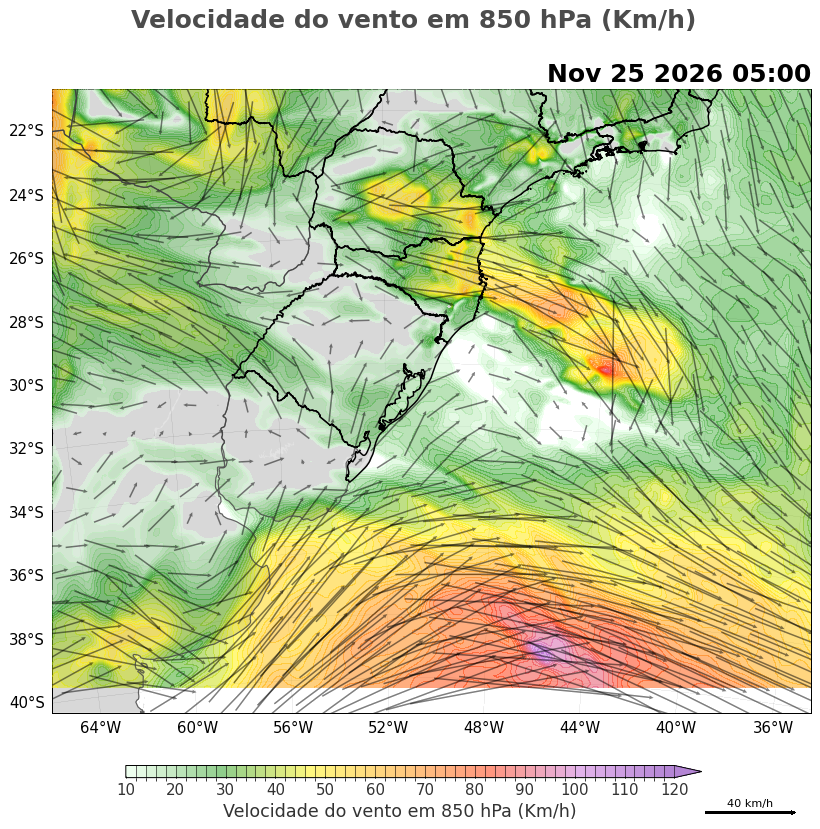 Velocidade do vento em 850 hPa (Km/h)
Nov 25 2026 05:00
22°S
24°S
26°S
28°S
30°S
32°S
34°S
36°S
38°S
40°S
64°W 60°W 56°W 52°W 48°W 44°W 40°W 36°W
10 20 30 40 50 60 70 80 90 100 110 120
Velocidade do vento em 850 hPa (Km/h)
40 km/h